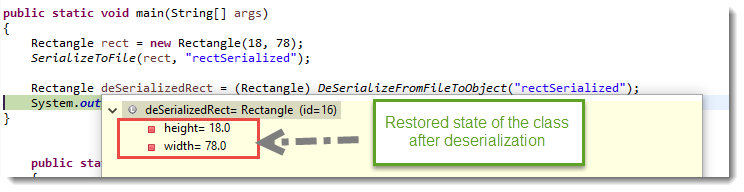 public static void main(String[] args)
{
Rectangle rect = new Rectangle(18, 78);
SerializeToFile(rect, "rectSerialized");
Rectangle deSerializedRect = (Rectangle) DeSerializeFromFileToObject("rectSerialized");
System.out
deSerializedRect= Rectangle (id=16)
}
height= 18.0
width= 78.0
Restored state of the class
after deserialization
public stat
{